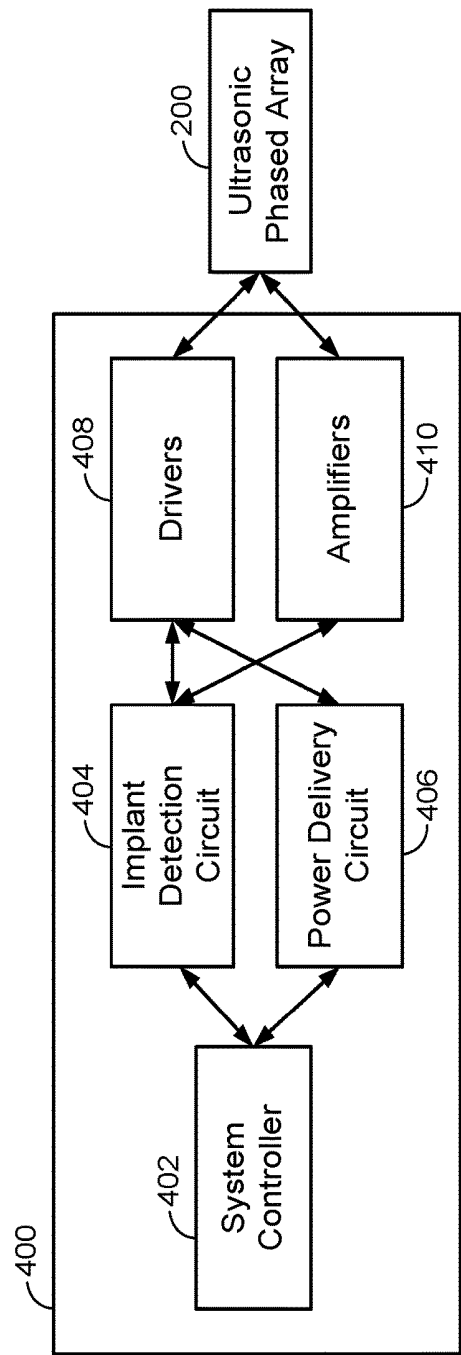 400
402
System
Controller
404
Implant
Detection
Circuit
406
Power Delivery
Circuit
408
Drivers
410
Amplifiers
200
Ultrasonic
Phased Array